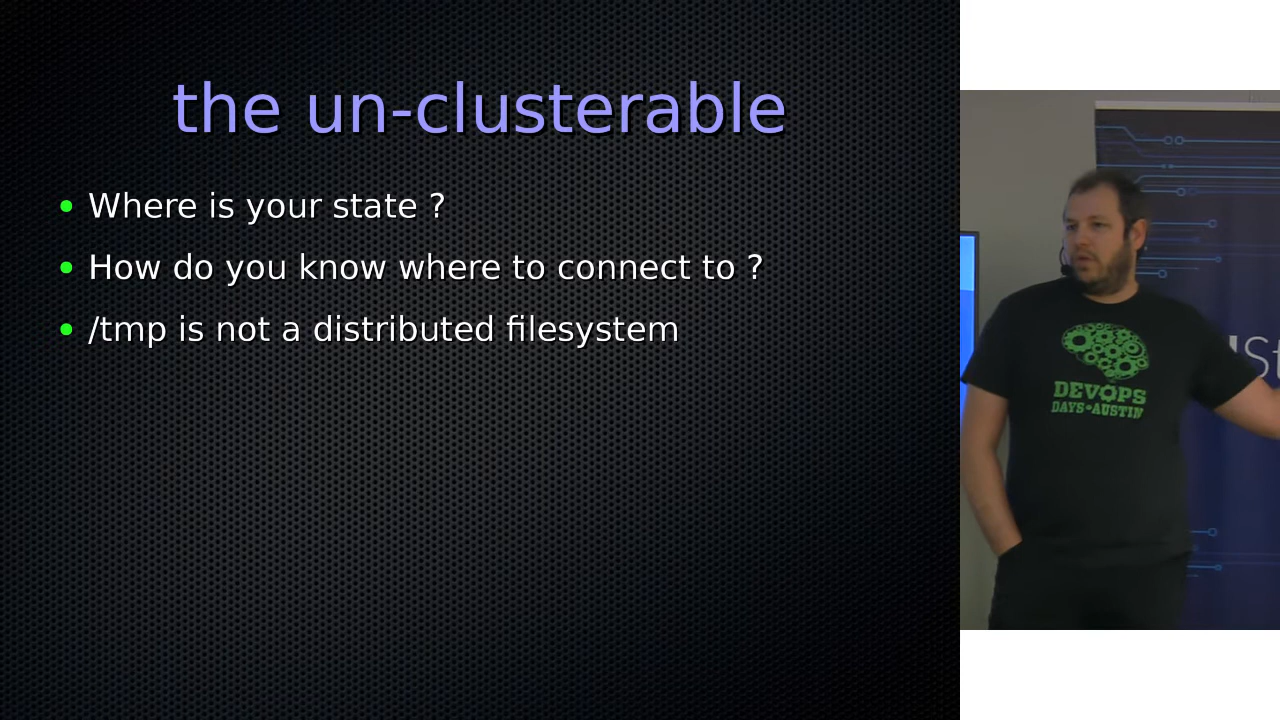 the un-clusterable
Where is your state ?
How do you know where to connect to ?
/tmp is not a distributed filesystem
DEVOPS
DAYS AUSTIN